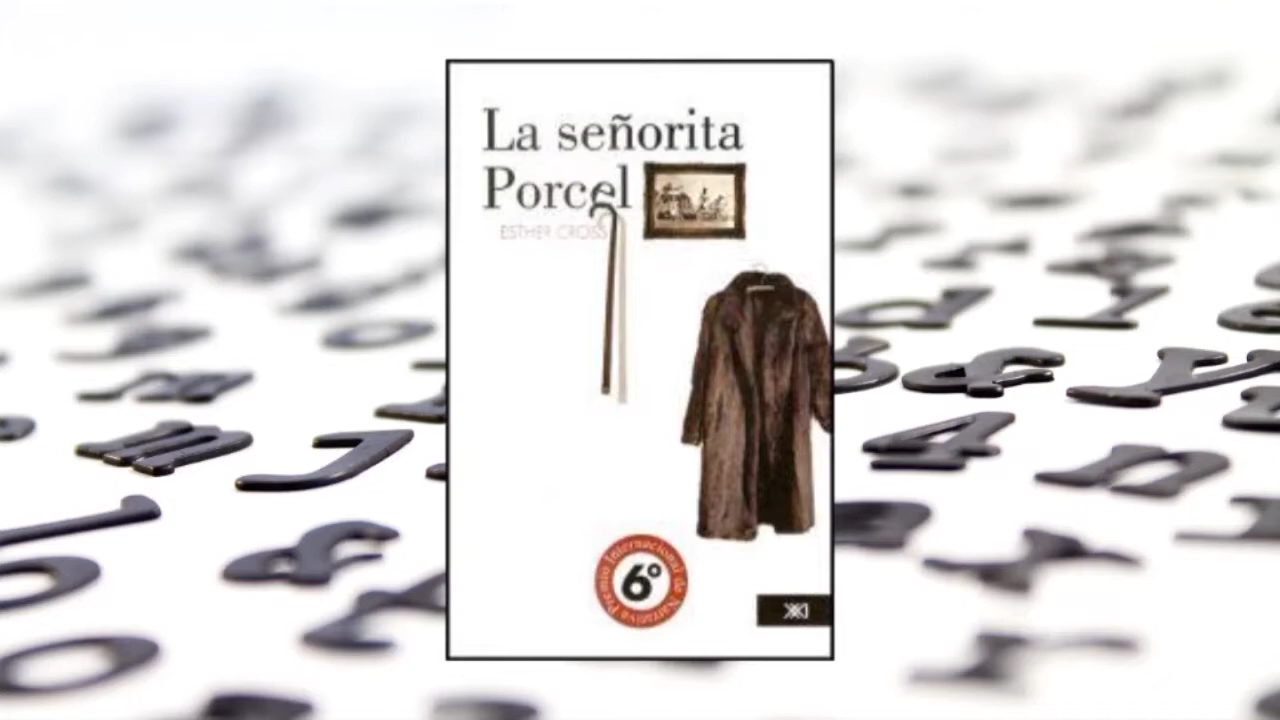 La señorita
Porcel
ESTHER CROSS
Premio Internacional de Narrativa
6º
XXI